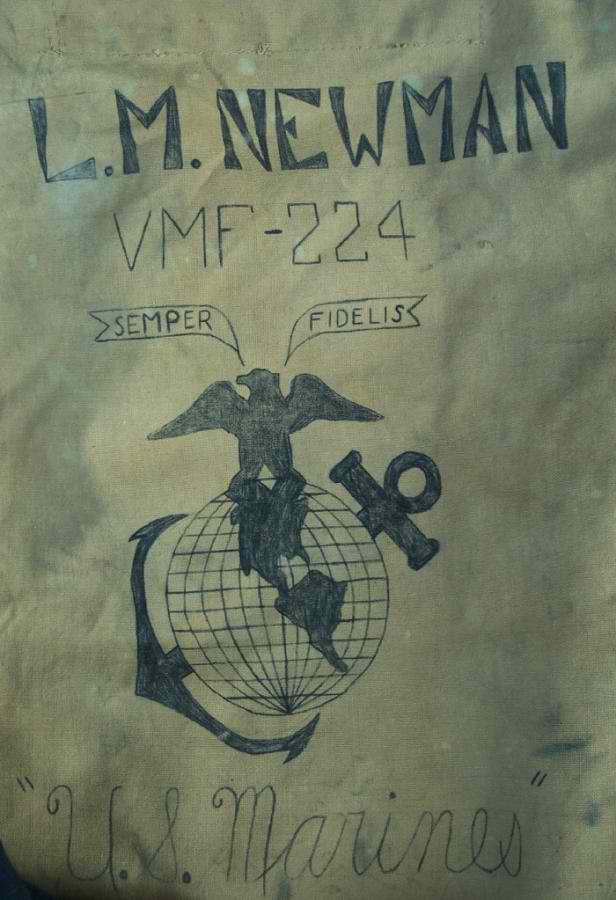 L.M. NEWMAN
VMF-224
SEMPER FIDELIS
"U.S. Marines"